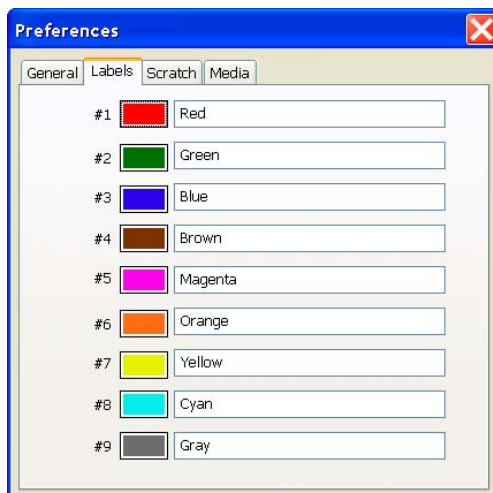 Preferences
General Labels Scratch Media
#1 Red
#2 Green
#3 Blue
#4 Brown
#5 Magenta
#6 Orange
#7 Yellow
#8 Cyan
#9 Gray